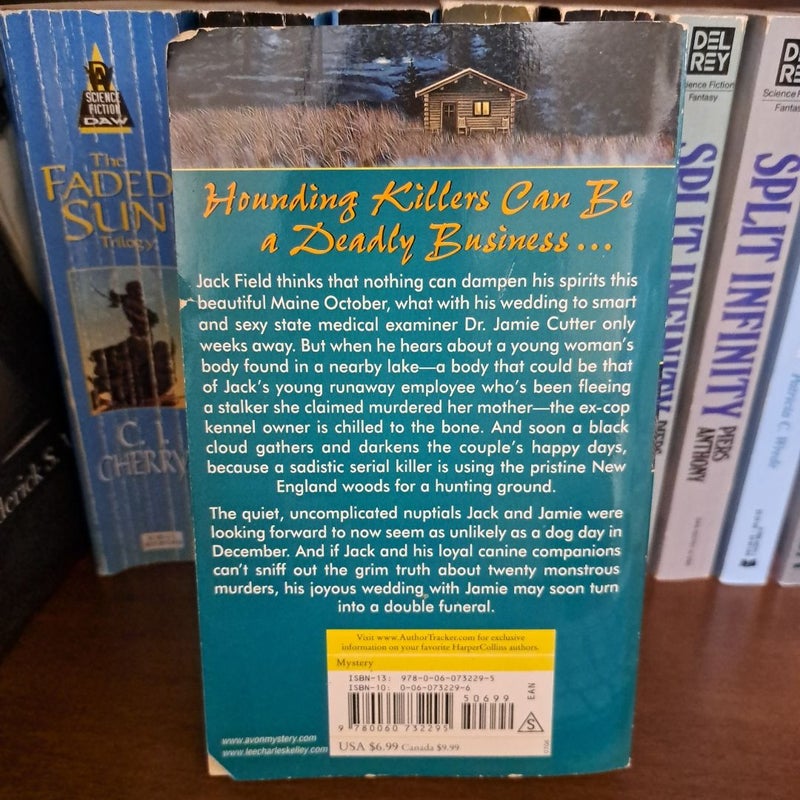 Hounding Killers Can Be
a Deadly Business...
Jack Field thinks that nothing can dampen his spirits this
beautiful Maine October, what with his wedding to smart
and sexy state medical examiner Dr. Jamie Cutter only
weeks away. But when he hears about a young woman's
body found in a nearby lake—a body that could be that
of Jack's young runaway employee who's been fleeing
a stalker she claimed murdered her mother—the ex-cop
kennel owner is chilled to the bone. And soon a black
cloud gathers and darkens the couple's happy days,
because a sadistic serial killer is using the pristine New
England woods for a hunting ground.
The quiet, uncomplicated nuptials Jack and Jamie were
looking forward to now seem as unlikely as a dog day in
December. And if Jack and his loyal canine companions
can't sniff out the grim truth about twenty monstrous
murders, his joyous wedding with Jamie may soon turn
into a double funeral.
Visit www.AuthorTracker.com for exclusive
information on your favorite HarperCollins authors.
Mystery
ISBN-13: 978-0-06-073229-5
ISBN-10: 0-06-073229-6
50699
EAN
9 780060 732295
S
USA $6.99 Canada $9.99
www.avonmystery.com
www.leecharleskelley.com
SCIENCE
FICTION
DAW
The
FADED
SUN
Trilogy
C. J.
CHERRY
DEL
REY
Science Fiction
Fantasy
SPLIT INFINITY
DEL
REY
Science Fiction
Fantasy
SPLIT INFINITY
PIERS
ANTHONY
Patricia C. Wrede